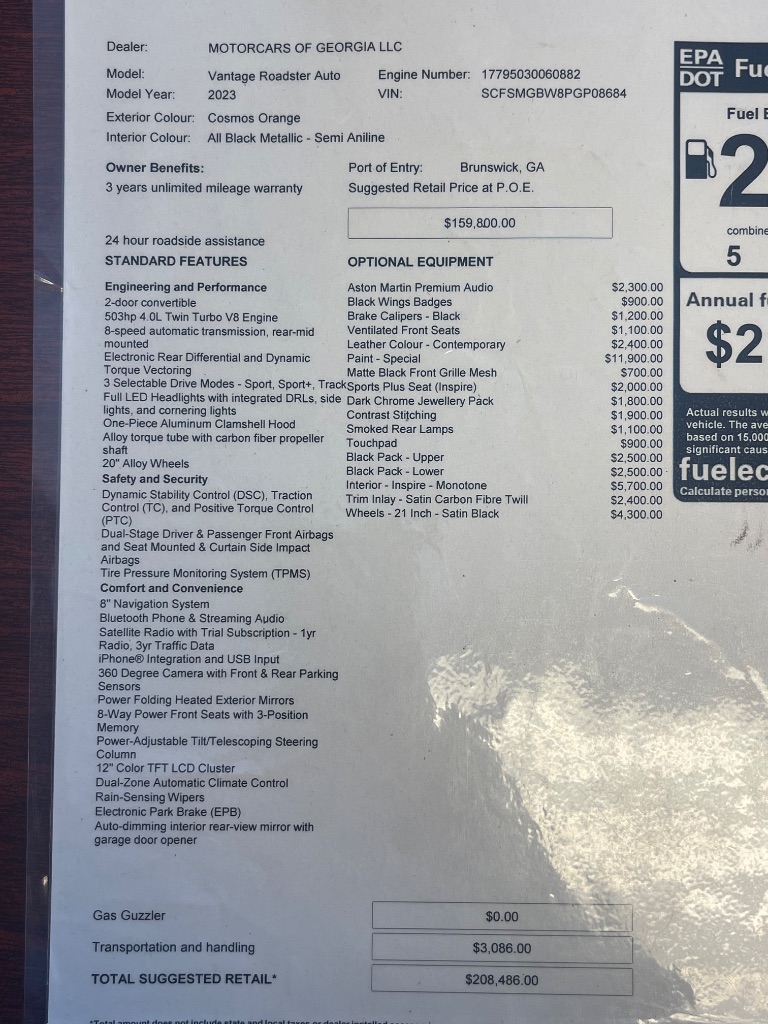 Dealer: MOTORCARS OF GEORGIA LLC
Model: Vantage Roadster Auto Engine Number: 17795030060882
Model Year: 2023 VIN: SCFSMGBW8PGP08684
Exterior Colour: Cosmos Orange
Interior Colour: All Black Metallic - Semi Aniline
Owner Benefits: Port of Entry: Brunswick, GA
3 years unlimited mileage warranty Suggested Retail Price at P.O.E.
$159,800.00
24 hour roadside assistance
STANDARD FEATURES
Engineering and Performance
2-door convertible
503hp 4.0L Twin Turbo V8 Engine
8-speed automatic transmission, rear-mid
mounted
Electronic Rear Differential and Dynamic
Torque Vectoring
3 Selectable Drive Modes - Sport, Sport+, Track
Full LED Headlights with integrated DRLs, side
lights, and cornering lights
One-Piece Aluminum Clamshell Hood
Alloy torque tube with carbon fiber propeller
shaft
20" Alloy Wheels
Safety and Security
Dynamic Stability Control (DSC), Traction
Control (TC), and Positive Torque Control
(PTC)
Dual-Stage Driver & Passenger Front Airbags
and Seat Mounted & Curtain Side Impact
Airbags
Tire Pressure Monitoring System (TPMS)
Comfort and Convenience
8" Navigation System
Bluetooth Phone & Streaming Audio
Satellite Radio with Trial Subscription - 1yr
Radio, 3yr Traffic Data
iPhone® Integration and USB Input
360 Degree Camera with Front & Rear Parking
Sensors
Power Folding Heated Exterior Mirrors
8-Way Power Front Seats with 3-Position
Memory
Power-Adjustable Tilt/Telescoping Steering
Column
12" Color TFT LCD Cluster
Dual-Zone Automatic Climate Control
Rain-Sensing Wipers
Electronic Park Brake (EPB)
Auto-dimming interior rear-view mirror with
garage door opener
OPTIONAL EQUIPMENT
Aston Martin Premium Audio $2,300.00
Black Wings Badges $900.00
Brake Calipers - Black $1,200.00
Ventilated Front Seats $1,100.00
Leather Colour - Contemporary $2,400.00
Paint - Special $11,900.00
Matte Black Front Grille Mesh $700.00
Sports Plus Seat (Inspire) $2,000.00
Dark Chrome Jewellery Pack $1,800.00
Contrast Stitching $1,900.00
Smoked Rear Lamps $1,100.00
Touchpad $900.00
Black Pack - Upper $2,500.00
Black Pack - Lower $2,500.00
Interior - Inspire - Monotone $5,700.00
Trim Inlay - Satin Carbon Fibre Twill $2,400.00
Wheels - 21 Inch - Satin Black $4,300.00
Gas Guzzler $0.00
Transportation and handling $3,086.00
TOTAL SUGGESTED RETAIL* $208,486.00
*Total amount does not include state and local taxes or dealer installed
EPA
DOT
Fue
Fuel E
2
combine
5
Annual f
$2
Actual results w
vehicle. The ave
based on 15,000
significant caus
fuelec
Calculate person